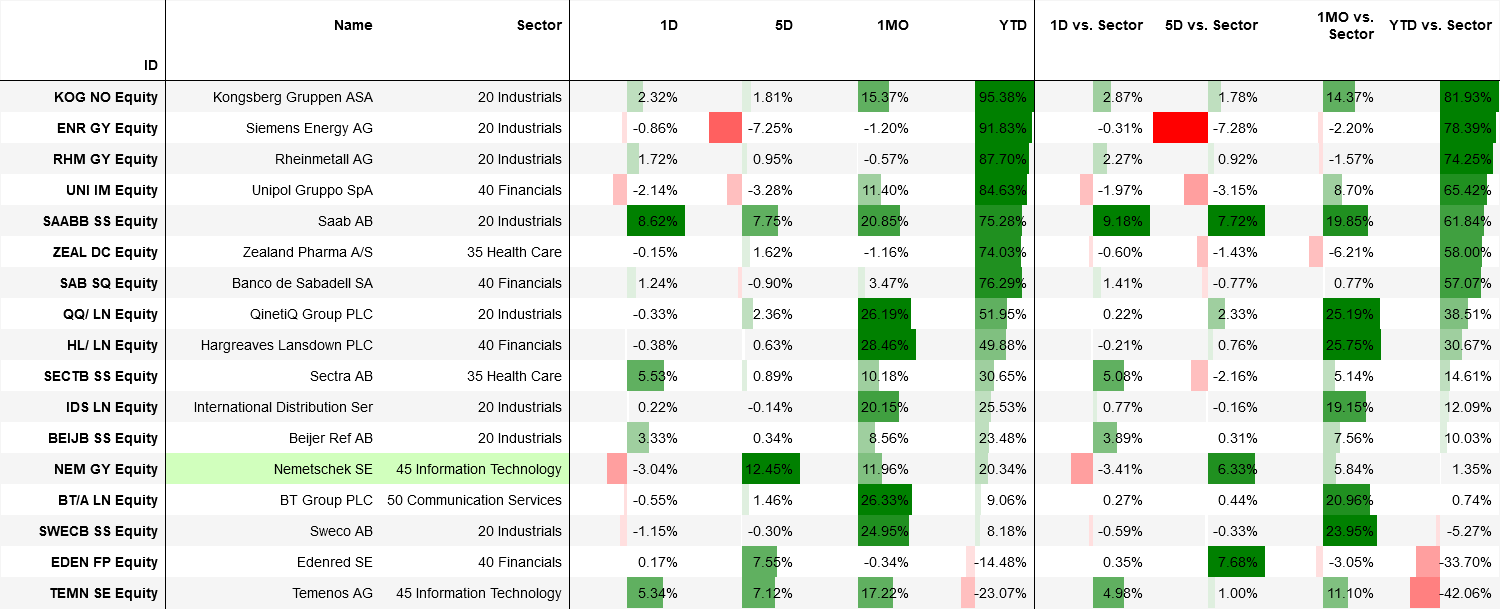 Name Sector 1D 5D 1MO YTD 1D vs. Sector 5D vs. Sector 1MO vs. Sector YTD vs. Sector
ID
KOG NO Equity Kongsberg Gruppen ASA 20 Industrials 2.32% 1.81% 15.37% 95.38% 2.87% 1.78% 14.37% 81.93%
ENR GY Equity Siemens Energy AG 20 Industrials -0.86% -7.25% -1.20% 91.83% -0.31% -7.28% -2.20% 78.39%
RHM GY Equity Rheinmetall AG 20 Industrials 1.72% 0.95% -0.57% 87.70% 2.27% 0.92% -1.57% 74.25%
UNI IM Equity Unipol Gruppo SpA 40 Financials -2.14% -3.28% 11.40% 84.63% -1.97% -3.15% 8.70% 65.42%
SAABB SS Equity Saab AB 20 Industrials 8.62% 7.75% 20.85% 75.28% 9.18% 7.72% 19.85% 61.84%
ZEAL DC Equity Zealand Pharma A/S 35 Health Care -0.15% 1.62% -1.16% 74.03% -0.60% -1.43% -6.21% 58.00%
SAB SQ Equity Banco de Sabadell SA 40 Financials 1.24% -0.90% 3.47% 76.29% 1.41% -0.77% 0.77% 57.07%
QQ/ LN Equity QinetiQ Group PLC 20 Industrials -0.33% 2.36% 26.19% 51.95% 0.22% 2.33% 25.19% 38.51%
HL/ LN Equity Hargreaves Lansdown PLC 40 Financials -0.38% 0.63% 28.46% 49.88% -0.21% 0.76% 25.75% 30.67%
SECTB SS Equity Sectra AB 35 Health Care 5.53% 0.89% 10.18% 30.65% 5.08% -2.16% 5.14% 14.61%
IDS LN Equity International Distribution Ser 20 Industrials 0.22% -0.14% 20.15% 25.53% 0.77% -0.16% 19.15% 12.09%
BEIJB SS Equity Beijer Ref AB 20 Industrials 3.33% 0.34% 8.56% 23.48% 3.89% 0.31% 7.56% 10.03%
NEM GY Equity Nemetschek SE 45 Information Technology -3.04% 12.45% 11.96% 20.34% -3.41% 6.33% 5.84% 1.35%
BT/A LN Equity BT Group PLC 50 Communication Services -0.55% 1.46% 26.33% 9.06% 0.27% 0.44% 20.96% 0.74%
SWECB SS Equity Sweco AB 20 Industrials -1.15% -0.30% 24.95% 8.18% -0.59% -0.33% 23.95% -5.27%
EDEN FP Equity Edenred SE 40 Financials 0.17% 7.55% -0.34% -14.48% 0.35% 7.68% -3.05% -33.70%
TEMN SE Equity Temenos AG 45 Information Technology 5.34% 7.12% 17.22% -23.07% 4.98% 1.00% 11.10% -42.06%